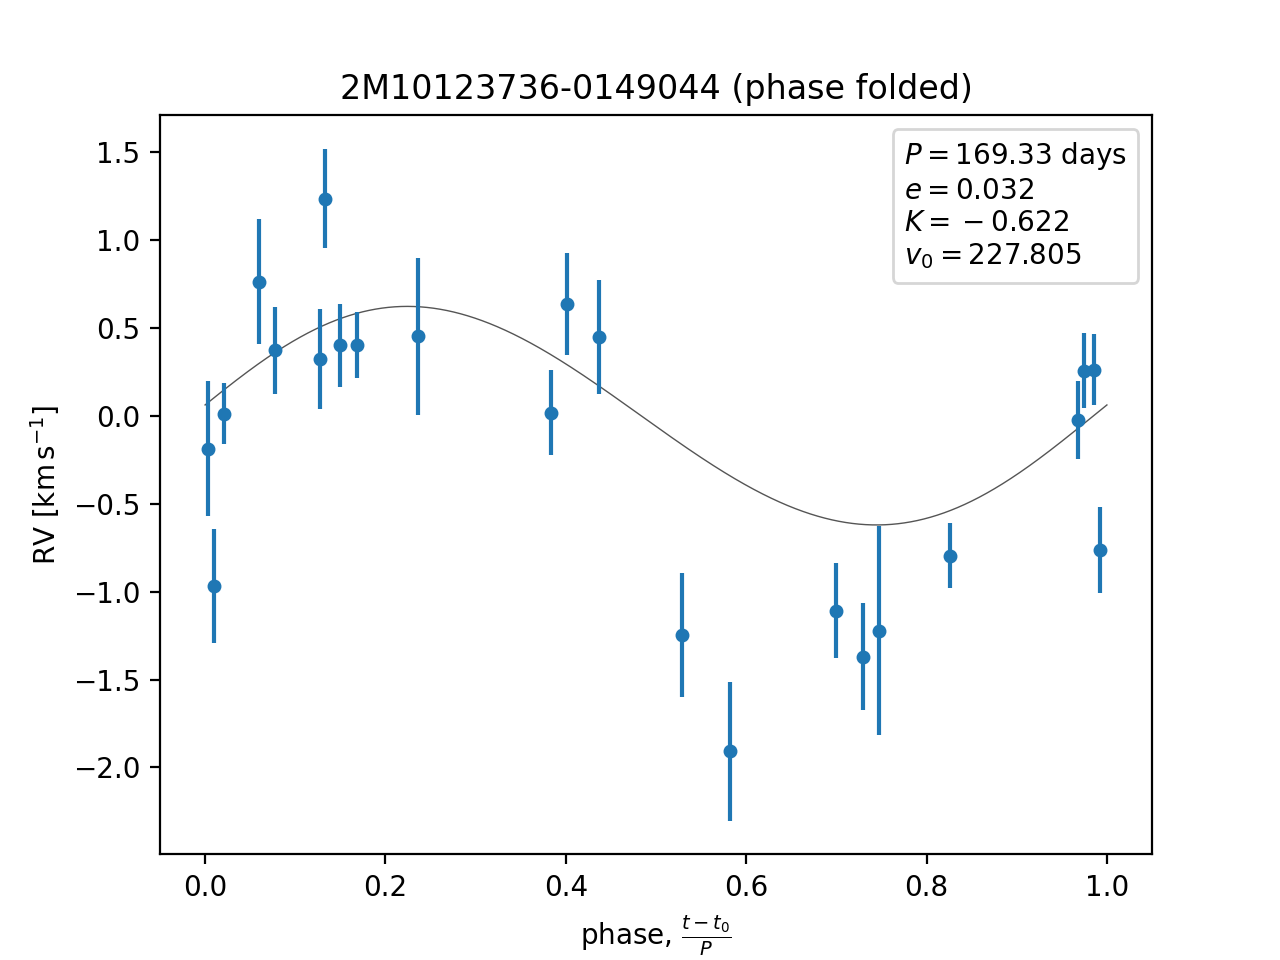 2M10123736-0149044 (phase folded)
P = 169.33 days
e = 0.032
K = −0.622
v₀ = 227.805
1.5
1.0
0.5
0.0
−0.5
−1.0
−1.5
−2.0
RV [km s⁻¹]
0.0 0.2 0.4 0.6 0.8 1.0
phase, (t − t₀)/P